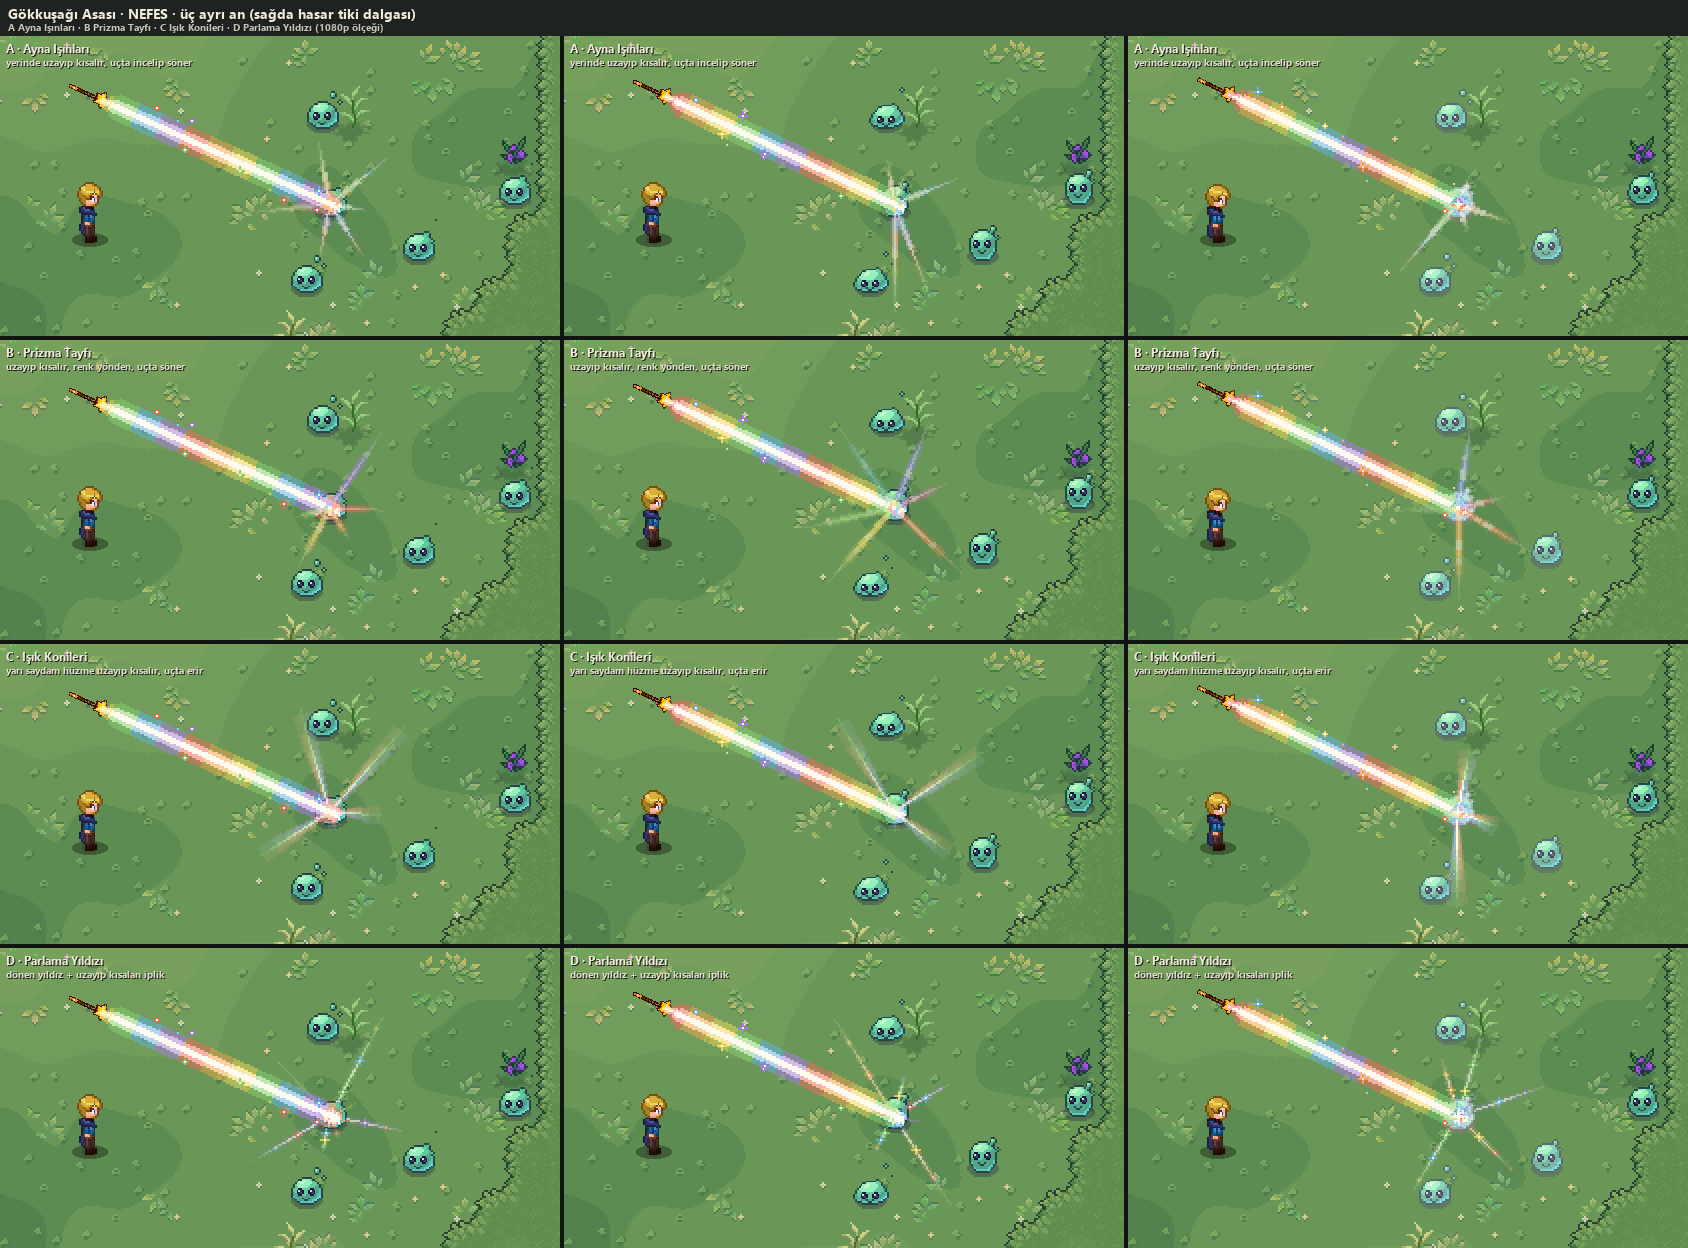 Gökkuşağı Asası · NEFES · üç ayrı an (sağda hasar tiki dalgası)
A Ayna Işınları · B Prizma Tayfı · C Işık Konileri · D Parlama Yıldızı (1080p ölçeği)
A · Ayna Işınları
yerinde uzayıp kısalır, uçta incelip söner
A · Ayna Işınları
yerinde uzayıp kısalır, uçta incelip söner
A · Ayna Işınları
yerinde uzayıp kısalır, uçta incelip söner
B · Prizma Tayfı
uzayıp kısalır, renk yönden, uçta söner
B · Prizma Tayfı
uzayıp kısalır, renk yönden, uçta söner
B · Prizma Tayfı
uzayıp kısalır, renk yönden, uçta söner
C · Işık Konileri
yarı saydam hüzme uzayıp kısalır, uçta erir
C · Işık Konileri
yarı saydam hüzme uzayıp kısalır, uçta erir
C · Işık Konileri
yarı saydam hüzme uzayıp kısalır, uçta erir
D · Parlama Yıldızı
dönen yıldız + uzayıp kısalan iplik
D · Parlama Yıldızı
dönen yıldız + uzayıp kısalan iplik
D · Parlama Yıldızı
dönen yıldız + uzayıp kısalan iplik